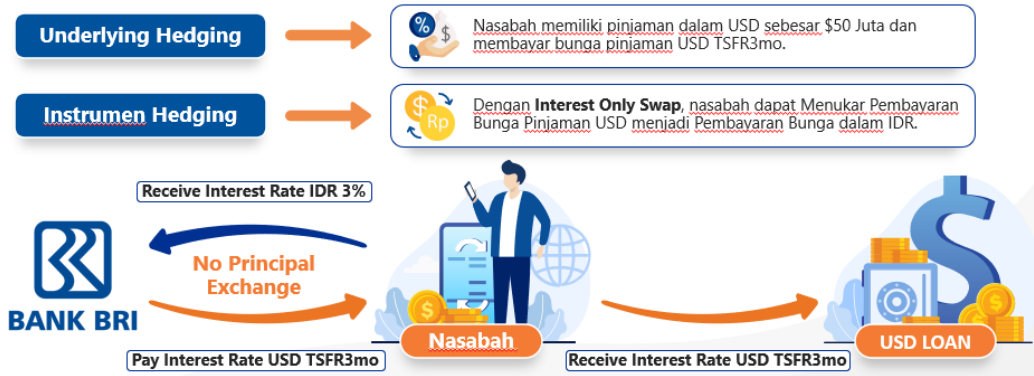 Underlying Hedging
Nasabah memiliki pinjaman dalam USD sebesar $50 Juta dan
membayar bunga pinjaman USD TSFR3mo.
Instrumen Hedging
Dengan Interest Only Swap, nasabah dapat Menukar Pembayaran
Bunga Pinjaman USD menjadi Pembayaran Bunga dalam IDR.
Receive Interest Rate IDR 3%
No Principal
Exchange
BANK BRI
Nasabah
USD LOAN
Pay Interest Rate USD TSFR3mo
Receive Interest Rate USD TSFR3mo
%
$
$
Rp
$
$